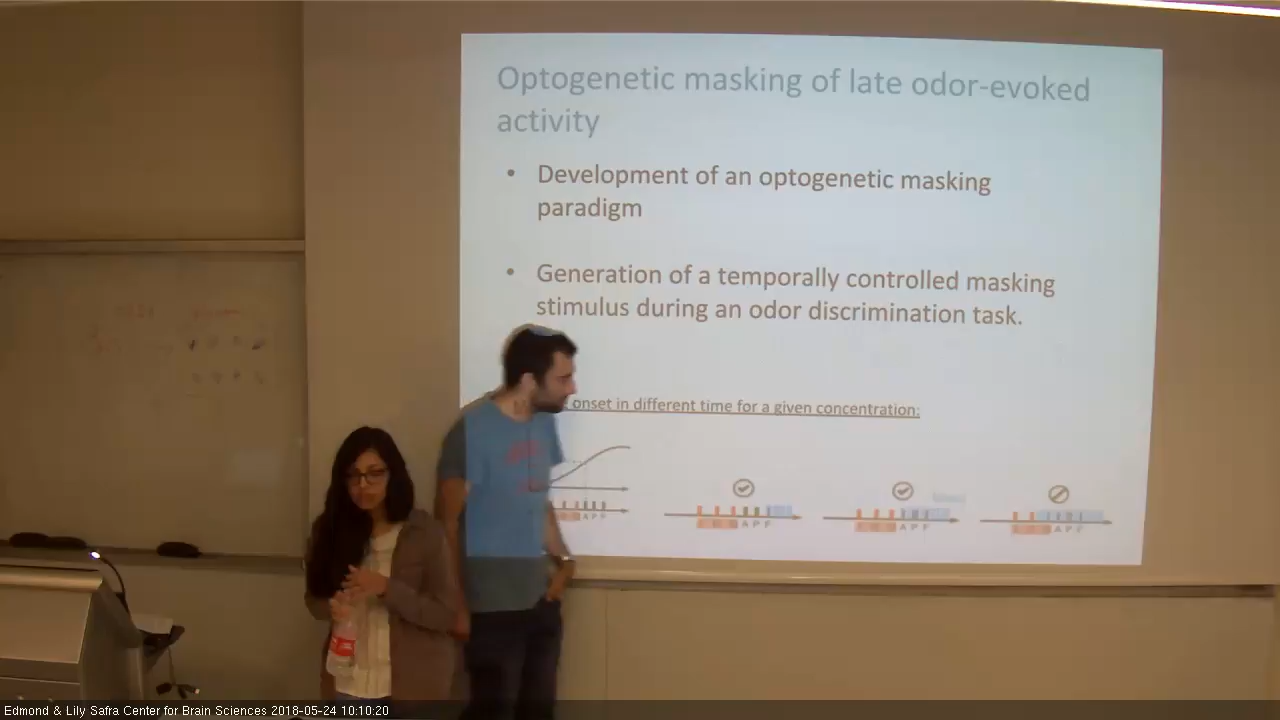 Optogenetic masking of late odor-evoked
activity
• Development of an optogenetic masking
paradigm
• Generation of a temporally controlled masking
stimulus during an odor discrimination task.
onset in different time for a given concentration:
A P F
A P F
A P F
A P F
Edmond & Lily Safra Center for Brain Sciences 2018-05-24 10:10:20